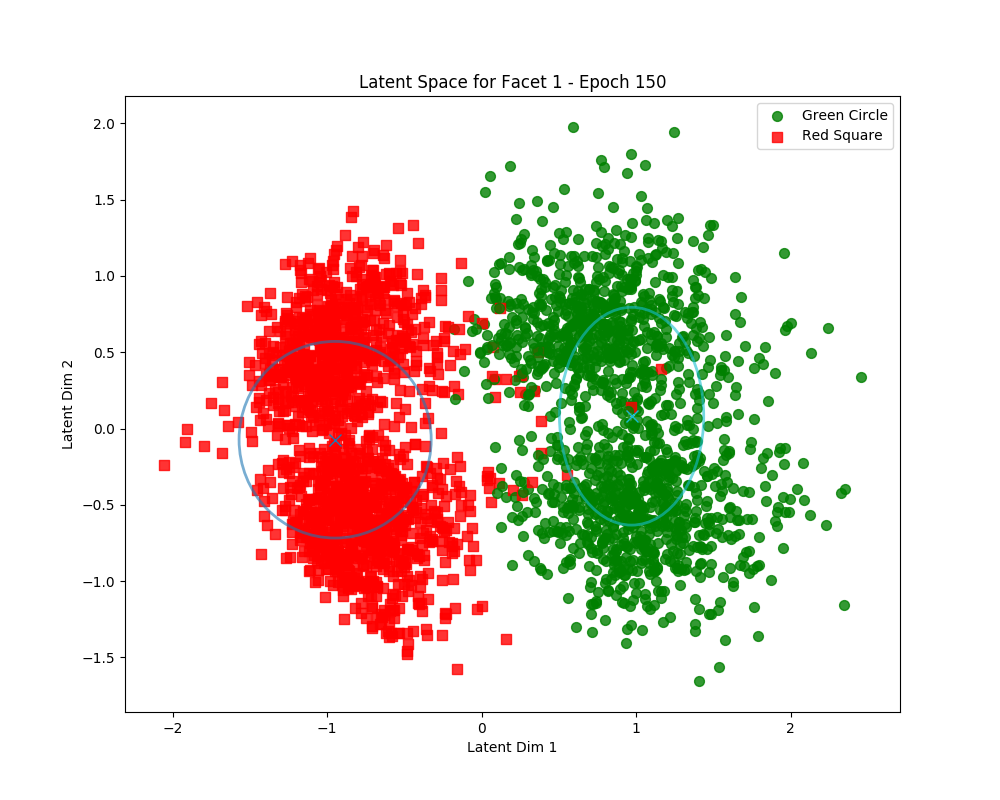 Latent Space for Facet 1 - Epoch 150
Green Circle
Red Square
2.0
1.5
1.0
0.5
0.0
−0.5
−1.0
−1.5
Latent Dim 2
−2
−1
0
1
2
Latent Dim 1